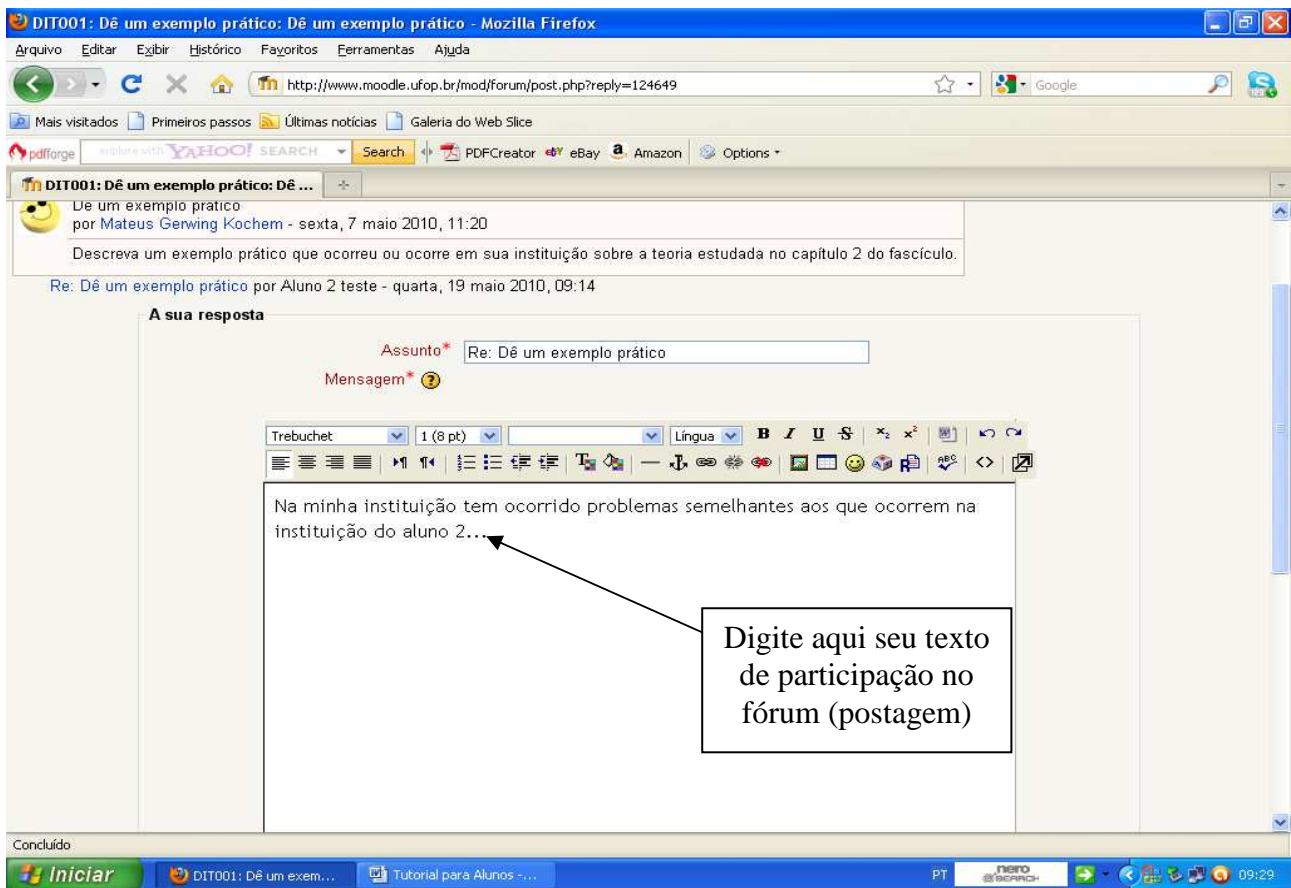 DIT001: Dê um exemplo prático: Dê um exemplo prático - Mozilla Firefox
Arquivo Editar Exibir Histórico Favoritos Ferramentas Ajuda
http://www.moodle.ufop.br/mod/forum/post.php?reply=124649 Google
Mais visitados Primeiros passos Últimas notícias Galeria do Web Slice
pdfforge YAHOO! SEARCH Search PDFCreator eBay Amazon Options
DIT001: Dê um exemplo prático: Dê ...
Dê um exemplo prático
por Mateus Gerwing Kochem - sexta, 7 maio 2010, 11:20
Descreva um exemplo prático que ocorreu ou ocorre em sua instituição sobre a teoria estudada no capítulo 2 do fascículo.
Re: Dê um exemplo prático por Aluno 2 teste - quarta, 19 maio 2010, 09:14
A sua resposta
Assunto* Re: Dê um exemplo prático
Mensagem*
Trebuchet 1 (8 pt) Língua B I U S x₂ x²
ABC
Na minha instituição tem ocorrido problemas semelhantes aos que ocorrem na
instituição do aluno 2...
Digite aqui seu texto
de participação no
fórum (postagem)
Concluído
Iniciar DIT001: Dê um exem... Tutorial para Alunos -... PT nero SEARCH 09:29